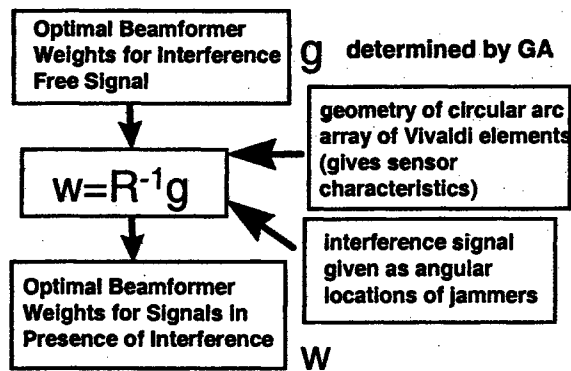 Optimal Beamformer
Weights for Interference
Free Signal
g determined by GA
geometry of circular arc
array of Vivaldi elements
(gives sensor
characteristics)
w=R⁻¹g
interference signal
given as angular
locations of jammers
Optimal Beamformer
Weights for Signals in
Presence of Interference
w